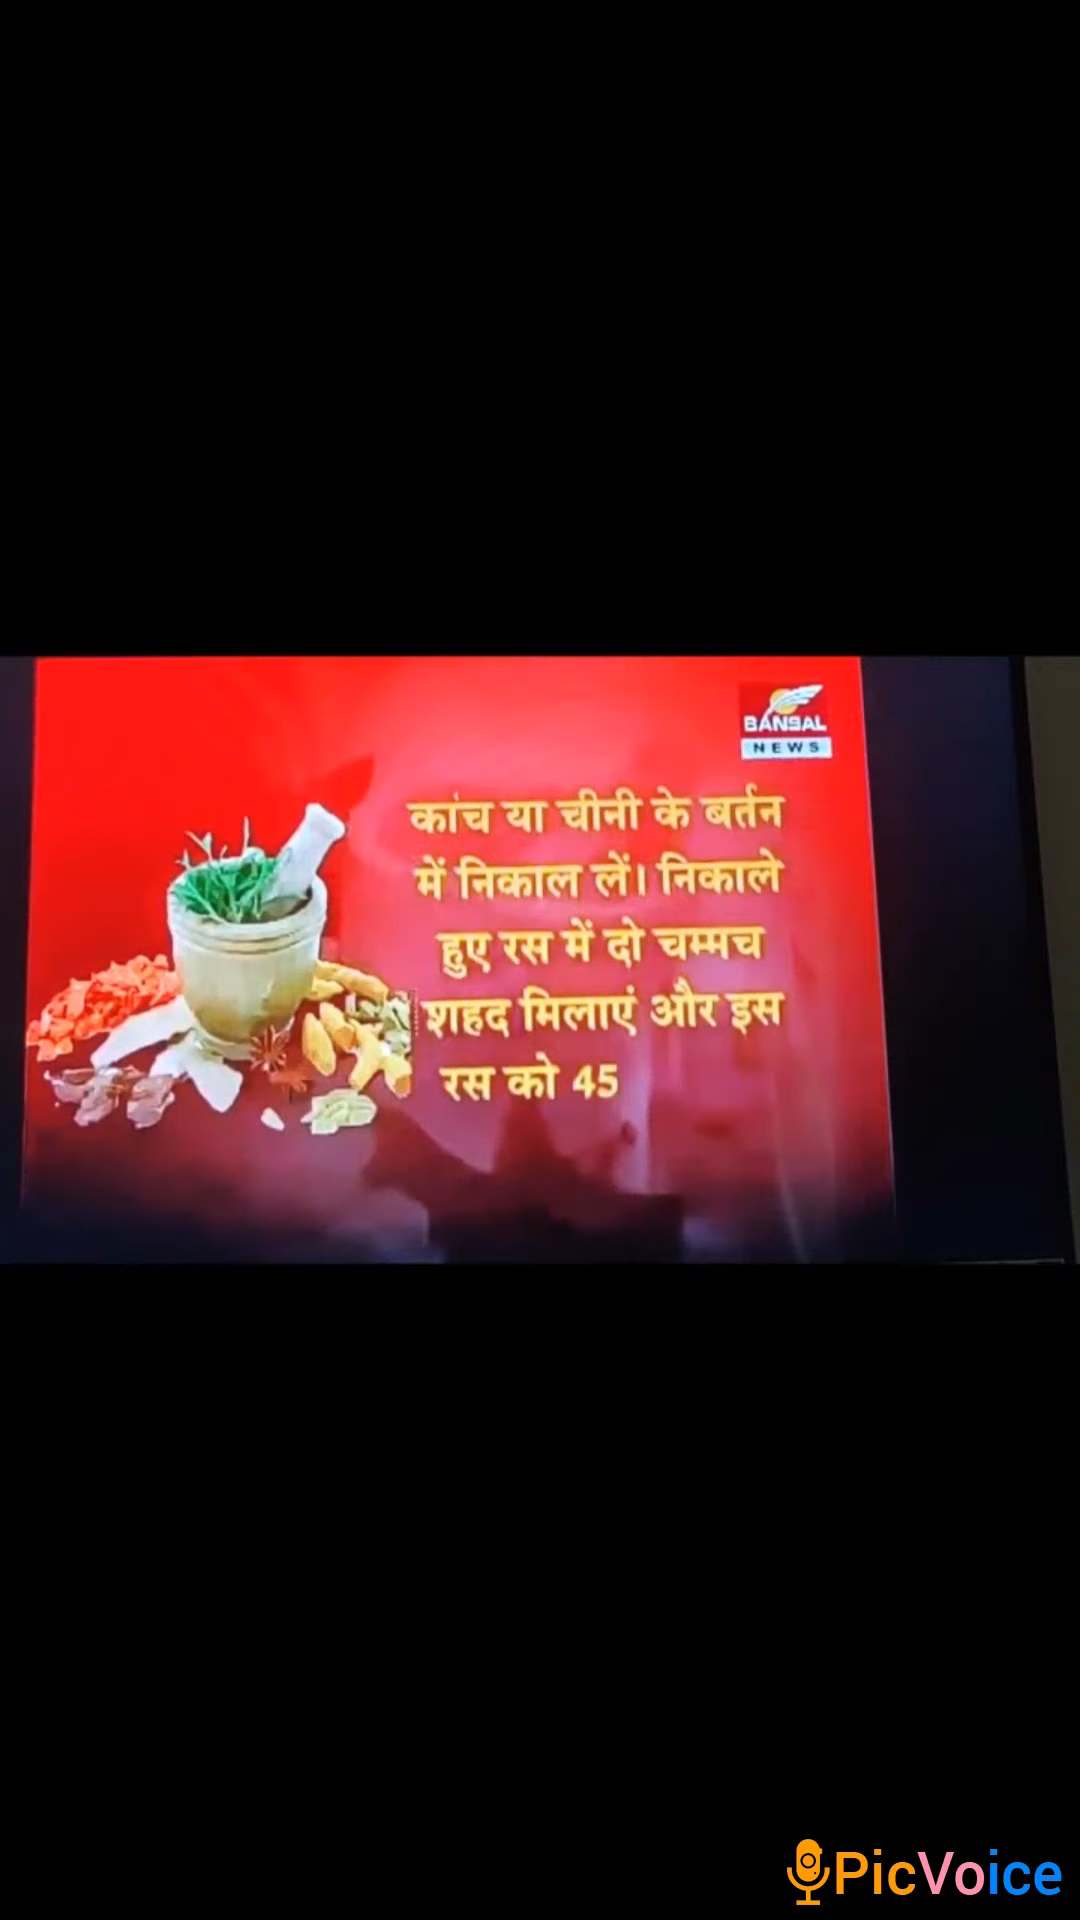 BANSAL
NEWS
कांच या चीनी के बर्तन
में निकाल लें। निकाले
हुए रस में दो चम्मच
शहद मिलाएं और इस
रस को 45
PicVoice